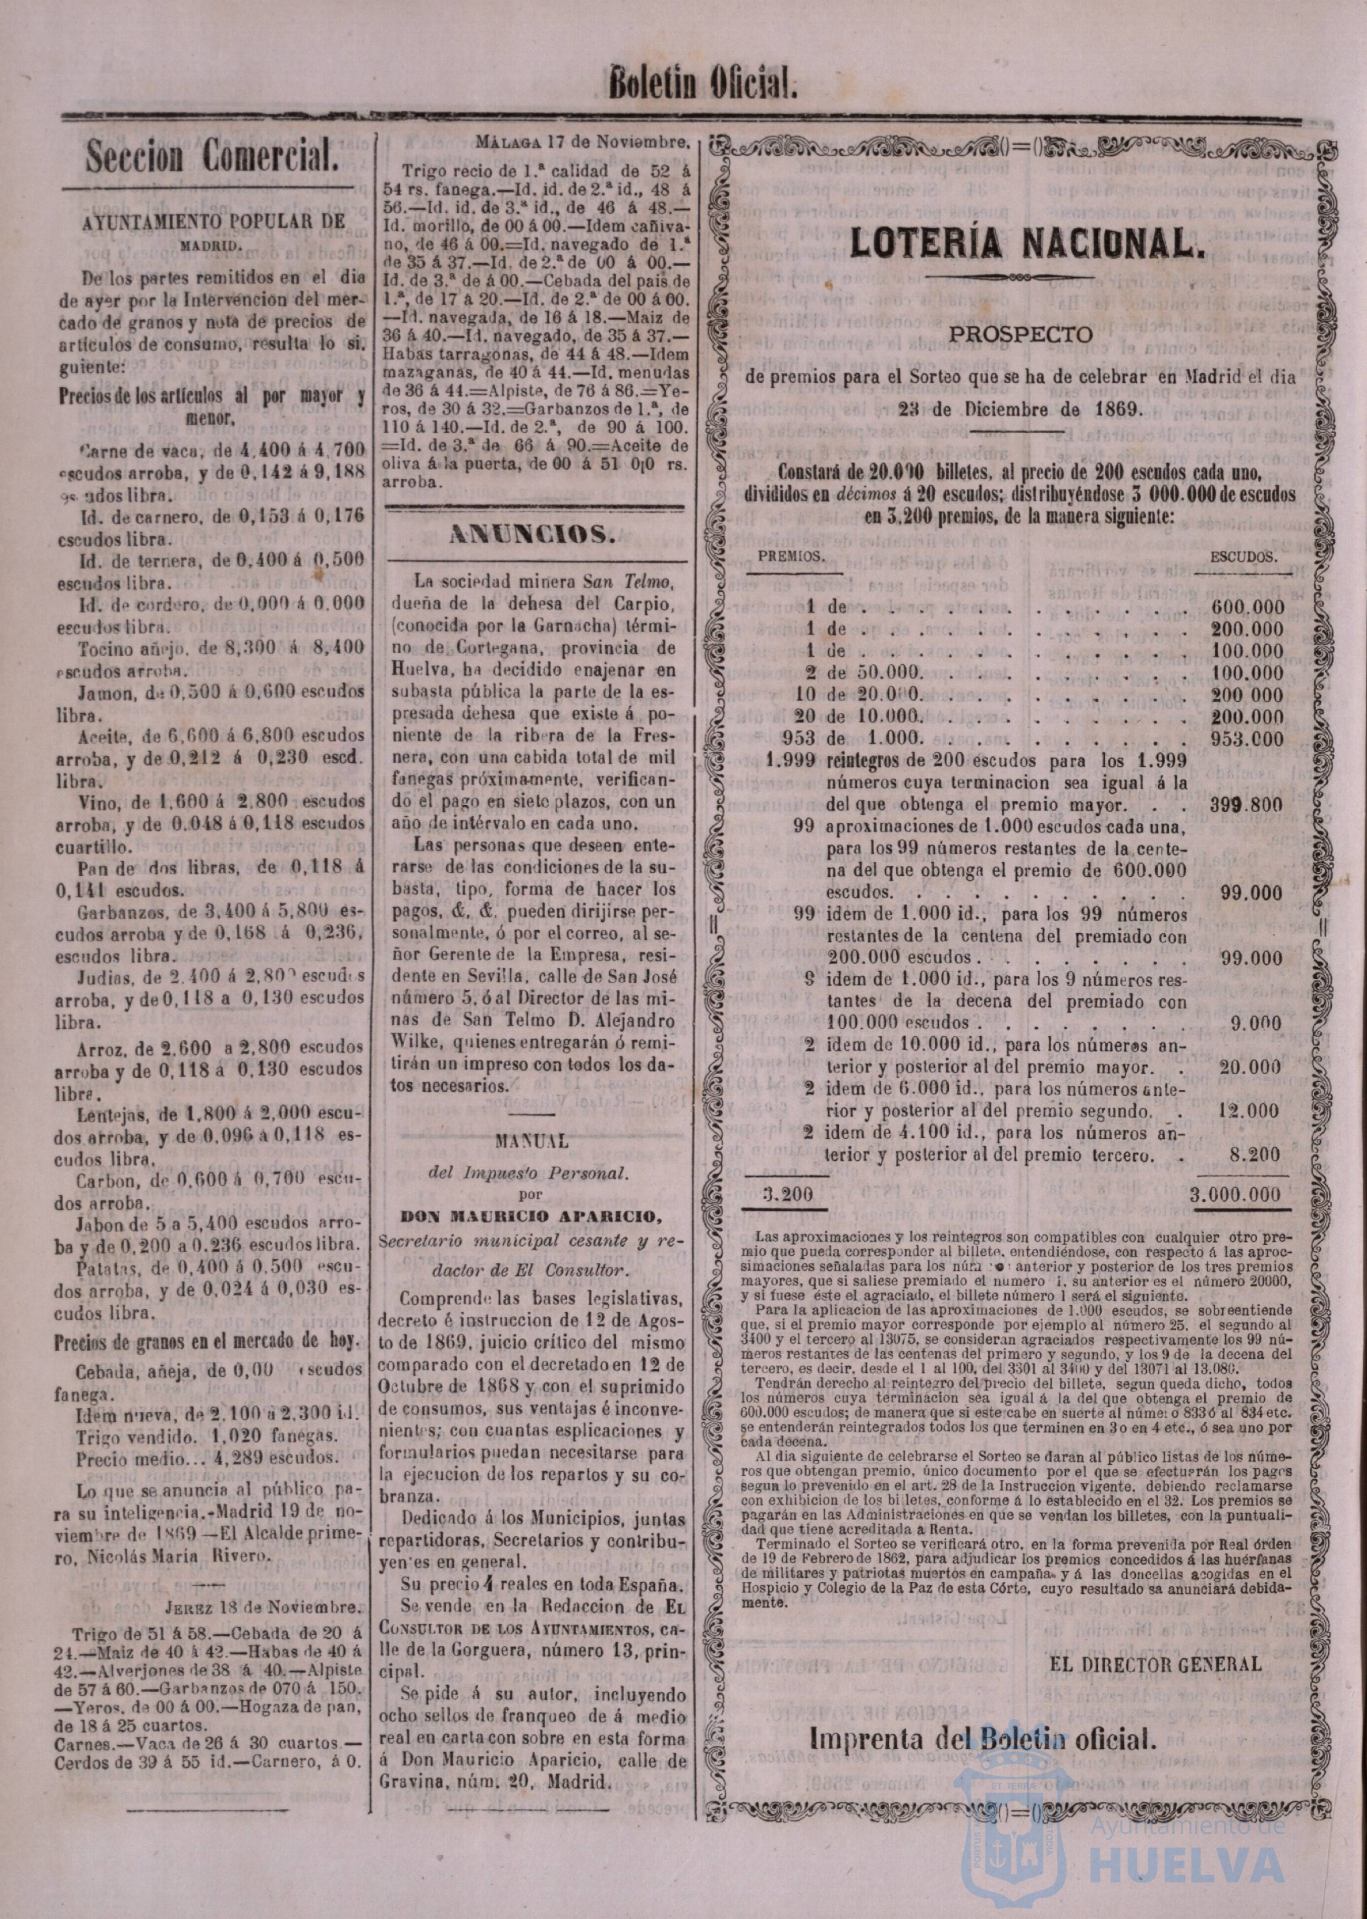 Boletin Oficial.
Seccion Comercial.
AYUNTAMIENTO POPULAR DE
MADRID.
De los partes remitidos en el dia
de ayer por la Intervencion del mer-
cado de granos y nota de precios de
artículos de consumo, resulta lo si.
guiente:
Precios de los artículos al por mayor y
menor.
Carne de vaca, de 4,400 á 4,700
escudos arroba, y de 0,142 á 9,188
escudos libra.
Id. de carnero, de 0,153 á 0,176
escudos libra.
Id. de ternera, de 0,400 á 0,500
escudos libra.
Id. de cordero, de 0,000 á 0.000
escudos libra.
Tocino añejo, de 8,300 á 8,400
escudos arroba.
Jamon, de 0,500 á 0,600 escudos
libra.
Aceite, de 6,600 á 6,800 escudos
arroba, y de 0,212 á 0,230 escd.
libra.
Vino, de 1,600 á 2,800 escudos
arroba, y de 0.048 á 0,118 escudos
cuartillo.
Pan de dos libras, de 0,118 á
0,141 escudos.
Garbanzos, de 3,400 á 5,800 es-
cudos arroba y de 0,168 á 0,236,
escudos libra.
Judias, de 2,400 á 2,800 escudos
arroba, y de 0,118 a 0,130 escudos
libra.
Arroz, de 2,600 a 2,800 escudos
arroba y de 0,118 á 0,130 escudos
libra.
Lentejas, de 1,800 á 2,000 escu-
dos arroba, y de 0,096 a 0,118 es-
cudos libra.
Carbon, de 0,600 á 0,700 escu-
dos arroba.
Jabon de 5 a 5,400 escudos arro-
ba y de 0,200 a 0.236 escudos libra.
Patatas, de 0,400 á 0,500 escu-
dos arroba, y de 0,024 á 0,030 es-
cudos libra.
Precios de granos en el mercado de hoy.
Cebada, añeja, de 0,00 escudos
fanega.
Idem nueva, de 2,100 a 2,300 id.
Trigo vendido. 1,020 fanegas.
Precio medio... 4,289 escudos.
Lo que se anuncia al público pa-
ra su inteligencia.-Madrid 19 de no-
viembre de 1869—El Alcalde prime-
ro, Nicolás María Rivero.
JEREZ 18 de Noviembre.
Trigo de 51 á 58.—Cebada de 20 á
24.—Maiz de 40 á 42.—Habas de 40 á
42.—Alverjones de 38 á 40.—Alpiste
de 57 á 60.—Garbanzos de 070 á 150.
—Yeros, de 00 á 00.—Hogaza de pan,
de 18 á 25 cuartos.
Carnes.—Vaca de 26 á 30 cuartos.—
Cerdos de 39 á 55 id.—Carnero, á 0.
MÁLAGA 17 de Noviembre.
Trigo recio de 1.ª calidad de 52 á
54 rs. fanega.—Id. id. de 2.ª id., 48 á
56.—Id. id. de 3.ª id., de 46 á 48.—
Id. morillo, de 00 á 00.—Idem cañiva-
no, de 46 á 00.=Id. navegado de 1.ª
de 35 á 37.—Id. de 2.ª de 00 á 00.—
Id. de 3.ª de á 00.—Cebada del pais de
1.ª, de 17 á 20.—Id. de 2.ª de 00 á 00.
—Id. navegada, de 16 á 18.—Maiz de
36 á 40.—Id. navegado, de 35 á 37.—
Habas tarragonas, de 44 á 48.—Idem
mazaganas, de 40 á 44.—Id. menudas
de 36 á 44.=Alpiste, de 76 á 86.=Ye-
ros, de 30 á 32.=Garbanzos de 1.ª, de
110 á 140.—Id. de 2.ª, de 90 á 100.
=Id. de 3.ª de 66 á 90.=Aceite de
oliva á la puerta, de 00 á 51 0¡0 rs.
arroba.
ANUNCIOS.
La sociedad minera San Telmo,
dueña de la dehesa del Carpio,
(conocida por la Garnacha) térmi-
no de Cortegana, provincia de
Huelva, ha decidido enajenar en
subasta pública la parte de la es-
presada dehesa que existe á po-
niente de la ribera de la Fres-
nera, con una cabida total de mil
fanegas próximamente, verifican-
do el pago en siete plazos, con un
año de intérvalo en cada uno.
Las personas que deseen ente-
rarse de las condiciones de la su-
basta, tipo, forma de hacer los
pagos, &, &. pueden dirijirse per-
sonalmente, ó por el correo, al se-
ñor Gerente de la Empresa, resi-
dente en Sevilla, calle de San José
número 5, ó al Director de las mi-
nas de San Telmo D. Alejandro
Wilke, quienes entregarán ó remi-
tirán un impreso con todos los da-
tos necesarios.
MANUAL
del Impuesto Personal.
por
DON MAURICIO APARICIO,
Secretario municipal cesante y re-
dactor de El Consultor.
Comprende las bases legislativas,
decreto é instruccion de 12 de Agos-
to de 1869, juicio crítico del mismo
comparado con el decretado en 12 de
Octubre de 1868 y con el suprimido
de consumos, sus ventajas é inconve-
nientes; con cuantas esplicaciones y
formularios puedan necesitarse para
la ejecucion de los repartos y su co-
branza.
Dedicado á los Municipios, juntas
repartidoras, Secretarios y contribu-
yentes en general.
Su precio 4 reales en toda España.
Se vende en la Redaccion de EL
CONSULTOR DE LOS AYUNTAMIENTOS, ca-
lle de la Gorguera, número 13, prin-
cipal.
Se pide á su autor, incluyendo
ocho sellos de franqueo de á medio
real en carta con sobre en esta forma
á Don Mauricio Aparicio, calle de
Gravina, núm. 20, Madrid.
LOTERÍA NACIONAL.
PROSPECTO
de premios para el Sorteo que se ha de celebrar en Madrid el dia
23 de Diciembre de 1869.
Constará de 20.000 billetes, al precio de 200 escudos cada uno,
divididos en décimos á 20 escudos; distribuyéndose 3 000.000 de escudos
en 3.200 premios, de la manera siguiente:
PREMIOS. ESCUDOS.
1 de . . . . . . . . . . . . 600.000
1 de . . . . . . . . . . . . 200.000
1 de . . . . . . . . . . . . 100.000
2 de 50.000. . . . . . . . . 100.000
10 de 20.000. . . . . . . . . 200 000
20 de 10.000. . . . . . . . . 200.000
953 de 1.000. . . . . . . . . 953.000
1.999 reintegros de 200 escudos para los 1.999
números cuya terminacion sea igual á la
del que obtenga el premio mayor. . . 399.800
99 aproximaciones de 1.000 escudos cada una,
para los 99 números restantes de la cente-
na del que obtenga el premio de 600.000
escudos. . . . . . . . . . 99.000
99 idem de 1.000 id., para los 99 números
restantes de la centena del premiado con
200.000 escudos . . . . . . . 99.000
9 idem de 1.000 id., para los 9 números res-
tantes de la decena del premiado con
100.000 escudos . . . . . . . 9.000
2 idem de 10.000 id., para los números an-
terior y posterior al del premio mayor. . 20.000
2 idem de 6.000 id., para los números ante-
rior y posterior al del premio segundo. . 12.000
2 idem de 4.100 id., para los números an-
terior y posterior al del premio tercero. . 8.200
3.200 3.000.000
Las aproximaciones y los reintegros son compatibles con cualquier otro pre-
mio que pueda corresponder al billete, entendiéndose, con respecto á las aproc-
simaciones señaladas para los anterior y posterior de los tres premios
mayores, que si saliese premiado el numero 1, su anterior es el número 20000,
y si fuese éste el agraciado, el billete número 1 será el siguiente.
Para la aplicacion de las aproximaciones de 1.000 escudos, se sobreentiende
que, si el premio mayor corresponde por ejemplo al número 25, el segundo al
3400 y el tercero al 13075, se consideran agraciados respectivamente los 99 nú-
meros restantes de las centenas del primero y segundo, y los 9 de la decena del
tercero, es decir, desde el 1 al 100, del 3301 al 3400 y del 13071 al 13.080.
Tendrán derecho al reintegro del precio del billete, segun queda dicho, todos
los números cuya terminacion sea igual á la del que obtenga el premio de
600.000 escudos; de manera que si este cabe en suerte al número 833 ó al 834 etc.
se entenderán reintegrados todos los que terminen en 3 o en 4 etc., ó sea uno por
cada decena.
Al dia siguiente de celebrarse el Sorteo se daran al público listas de los núme-
ros que obtengan premio, único documento por el que se efectuarán los pagos
segun lo prevenido en el art. 28 de la Instruccion vigente, debiendo reclamarse
con exhibicion de los billetes, conforme á lo establecido en el 32. Los premios se
pagarán en las Administraciones en que se vendan los billetes, con la puntuali-
dad que tiene acreditada a Renta.
Terminado el Sorteo se verificará otro, en la forma prevenida por Real órden
de 19 de Febrero de 1862, para adjudicar los premios concedidos á las huérfanas
de militares y patriotas muertos en campaña, y á las doncellas acogidas en el
Hospicio y Colegio de la Paz de esta Córte, cuyo resultado sa anunciará debida-
mente.
EL DIRECTOR GENERAL
Imprenta del Boletin oficial.
Ayuntamiento de
HUELVA